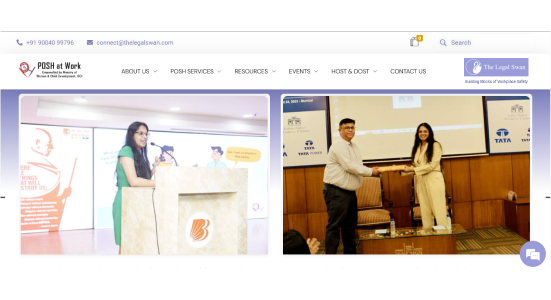 +91 90040 99796
connect@thelegalswan.com
0
Search
POSH at Work
Empanelled by Ministry of
Women & Child Development, GOI
ABOUT US
POSH SERVICES
RESOURCES
EVENTS
HOST & DOST
CONTACT US
The Legal Swan
Building Blocks of Workplace Safety
TATA
TATA POWER
TATA